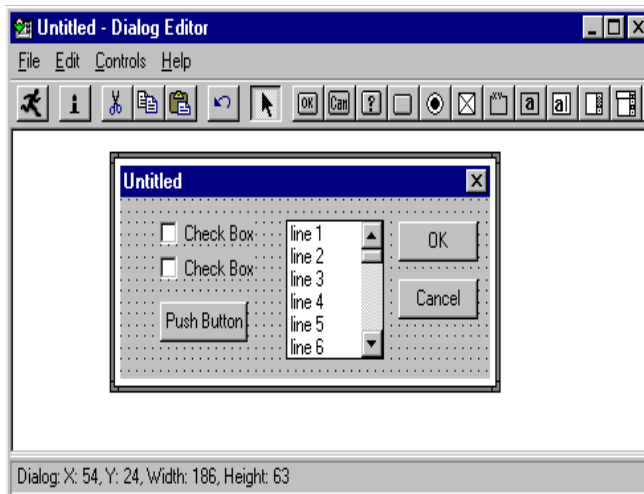 Untitled - Dialog Editor
File Edit Controls Help
OK Can ? XY a al
Untitled
Check Box
Check Box
Push Button
line 1
line 2
line 3
line 4
line 5
line 6
OK
Cancel
Dialog: X: 54, Y: 24, Width: 186, Height: 63